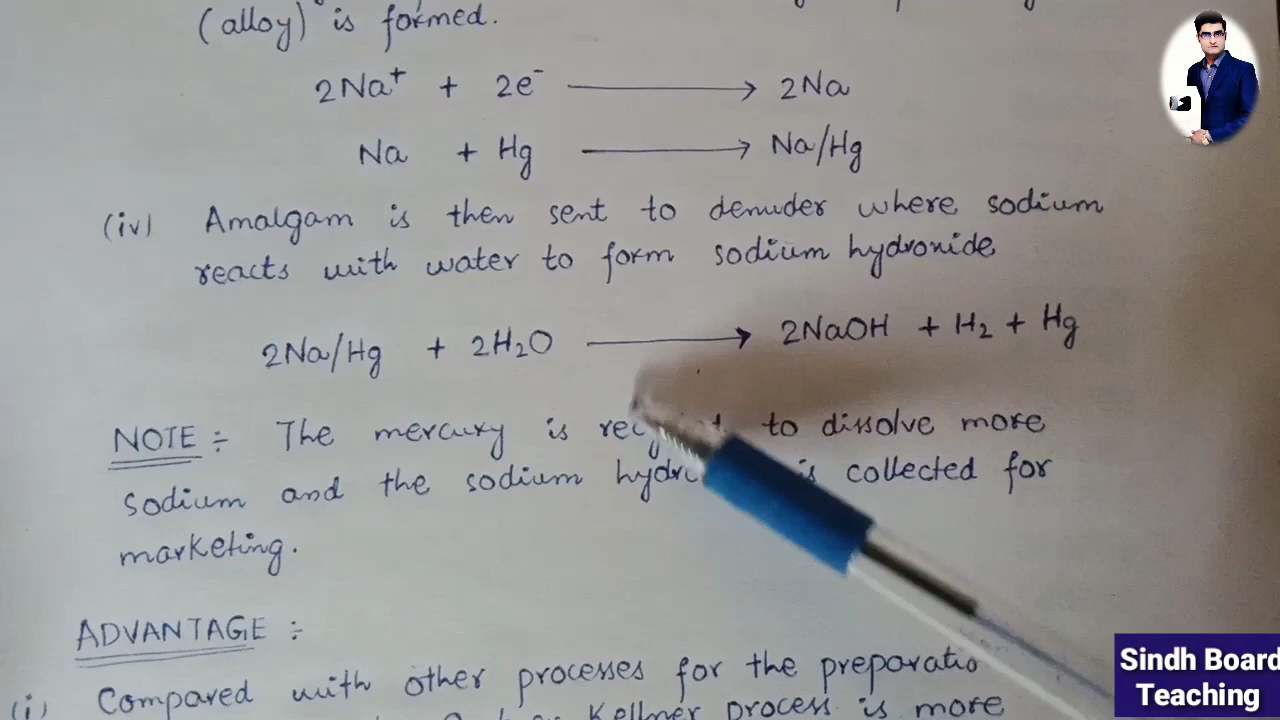 (alloy) is formed.
2Na⁺ + 2e⁻ ⟶ 2Na
Na + Hg ⟶ Na/Hg
(iv) Amalgam is then sent to denuder where sodium
reacts with water to form sodium hydroxide
2Na/Hg + 2H₂O ⟶ 2NaOH + H₂ + Hg
NOTE :- The mercury is to dissolve more
sodium and the sodium is collected for
marketing.
ADVANTAGE :-
(i) Compared with other processes for the preparatio
Kellner process is more
Sindh Board
Teaching